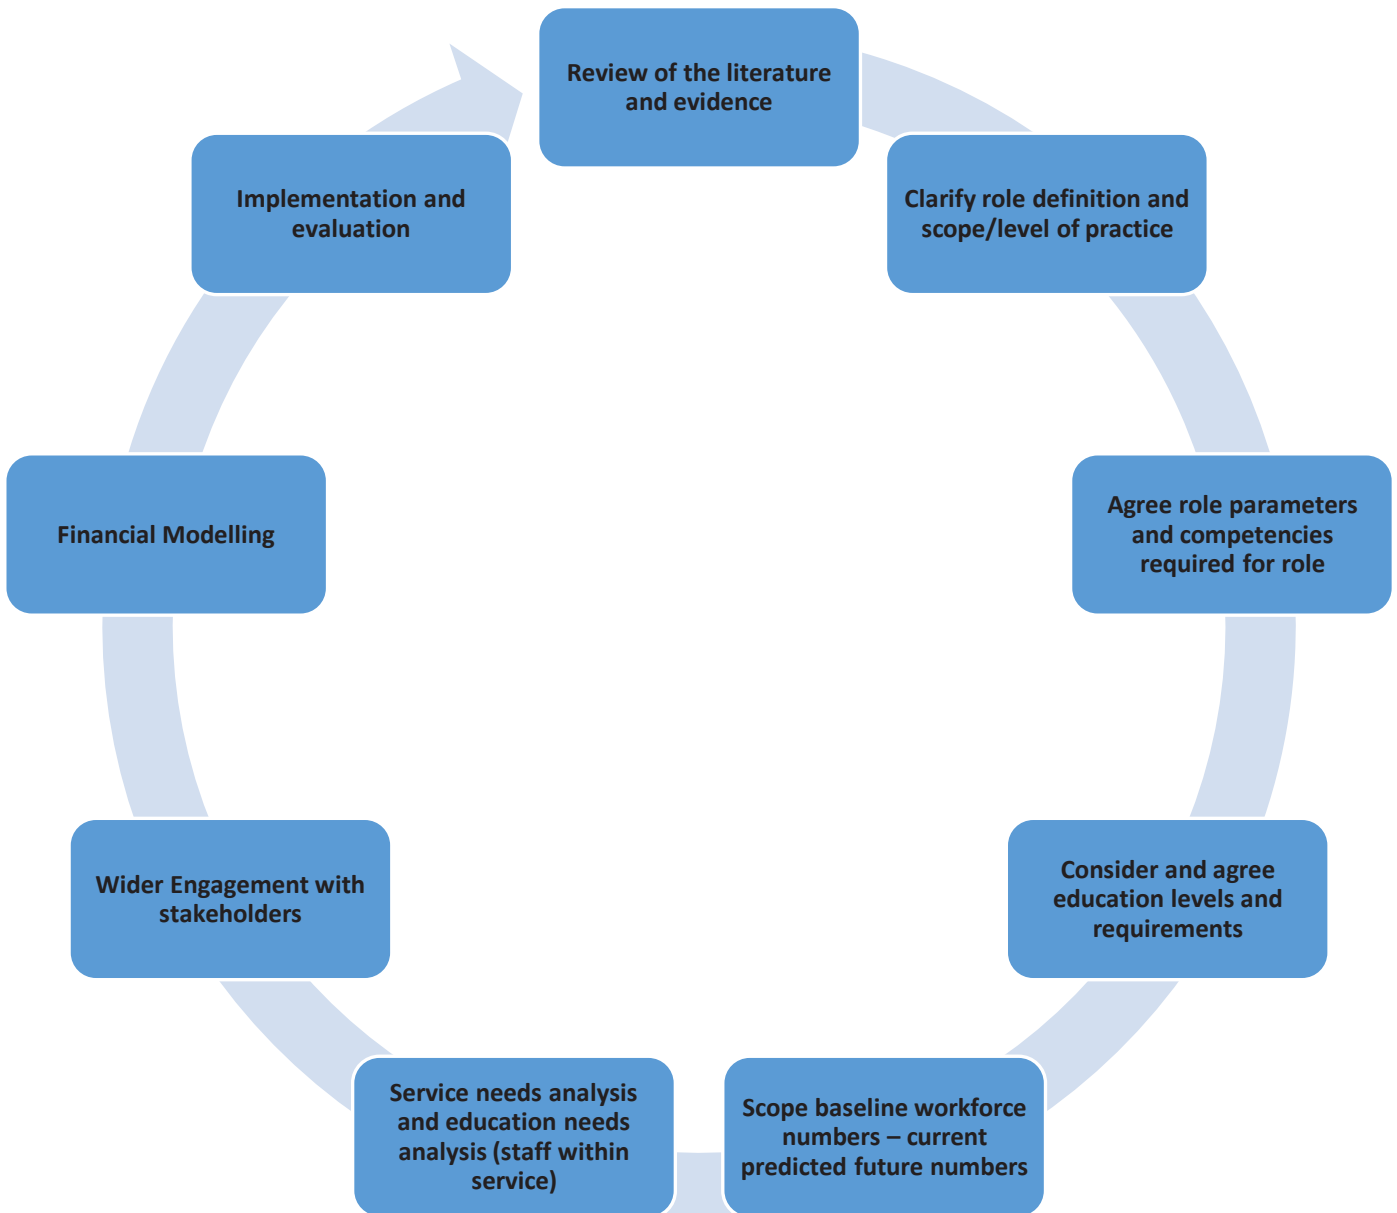 Review of the literature
and evidence
Clarify role definition and
scope/level of practice
Agree role parameters
and competencies
required for role
Consider and agree
education levels and
requirements
Scope baseline workforce
numbers – current
predicted future numbers
Service needs analysis
and education needs
analysis (staff within
service)
Wider Engagement with
stakeholders
Financial Modelling
Implementation and
evaluation